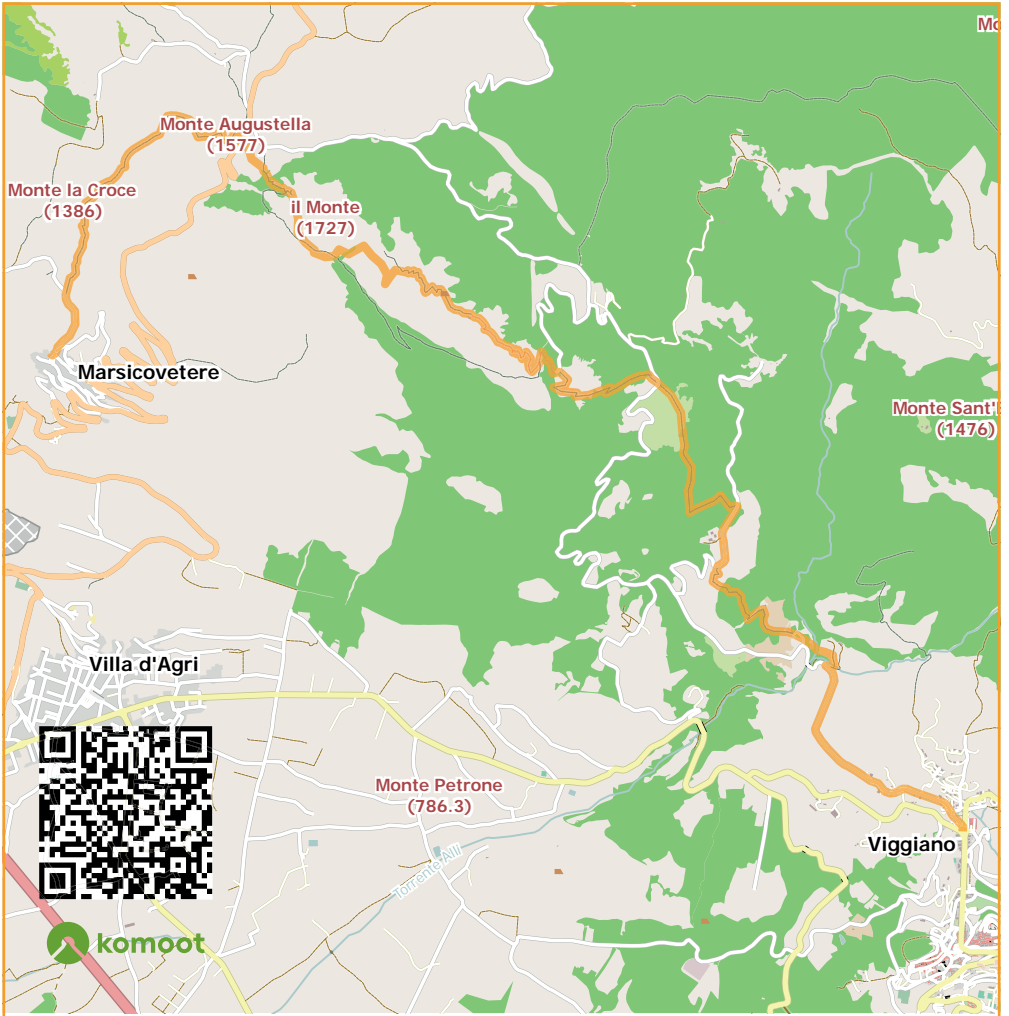 Mo
Monte Augustella
(1577)
Monte la Croce
(1386)
il Monte
(1727)
Marsicovetere
Monte Sant'E
(1476)
Villa d'Agri
Monte Petrone
(786.3)
Viggiano
Torrente Alli
komoot